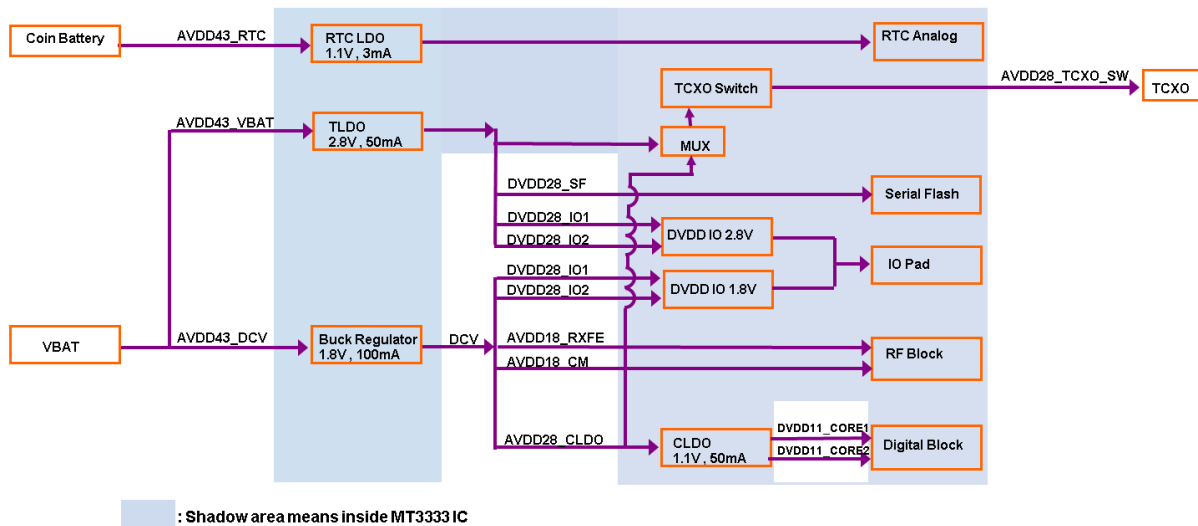 Coin Battery
AVDD43_RTC
RTC LDO
1.1V , 3mA
RTC Analog
TCXO Switch
AVDD28_TCXO_SW
TCXO
AVDD43_VBAT
TLDO
2.8V , 50mA
MUX
DVDD28_SF
Serial Flash
DVDD28_IO1
DVDD28_IO2
DVDD IO 2.8V
IO Pad
DVDD28_IO1
DVDD28_IO2
DVDD IO 1.8V
VBAT
AVDD43_DCV
Buck Regulator
1.8V , 100mA
DCV
AVDD18_RXFE
AVDD18_CM
RF Block
AVDD28_CLDO
CLDO
1.1V , 50mA
DVDD11_CORE1
DVDD11_CORE2
Digital Block
: Shadow area means inside MT3333 IC